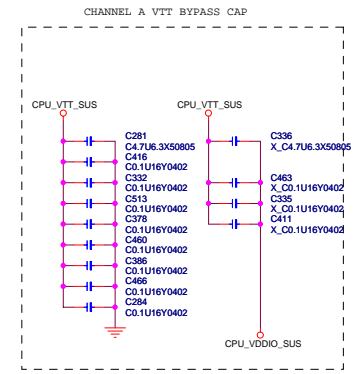 CHANNEL A VTT BYPASS CAP
CPU_VTT_SUS
C281
C4.7U6.3X50805
C416
C0.1U16Y0402
C332
C0.1U16Y0402
C513
C0.1U16Y0402
C378
C0.1U16Y0402
C460
C0.1U16Y0402
C386
C0.1U16Y0402
C466
C0.1U16Y0402
C284
C0.1U16Y0402
CPU_VTT_SUS
C336
X_C4.7U6.3X50805
C463
X_C0.1U16Y0402
C335
X_C0.1U16Y0402
C411
X_C0.1U16Y0402
CPU_VDDIO_SUS